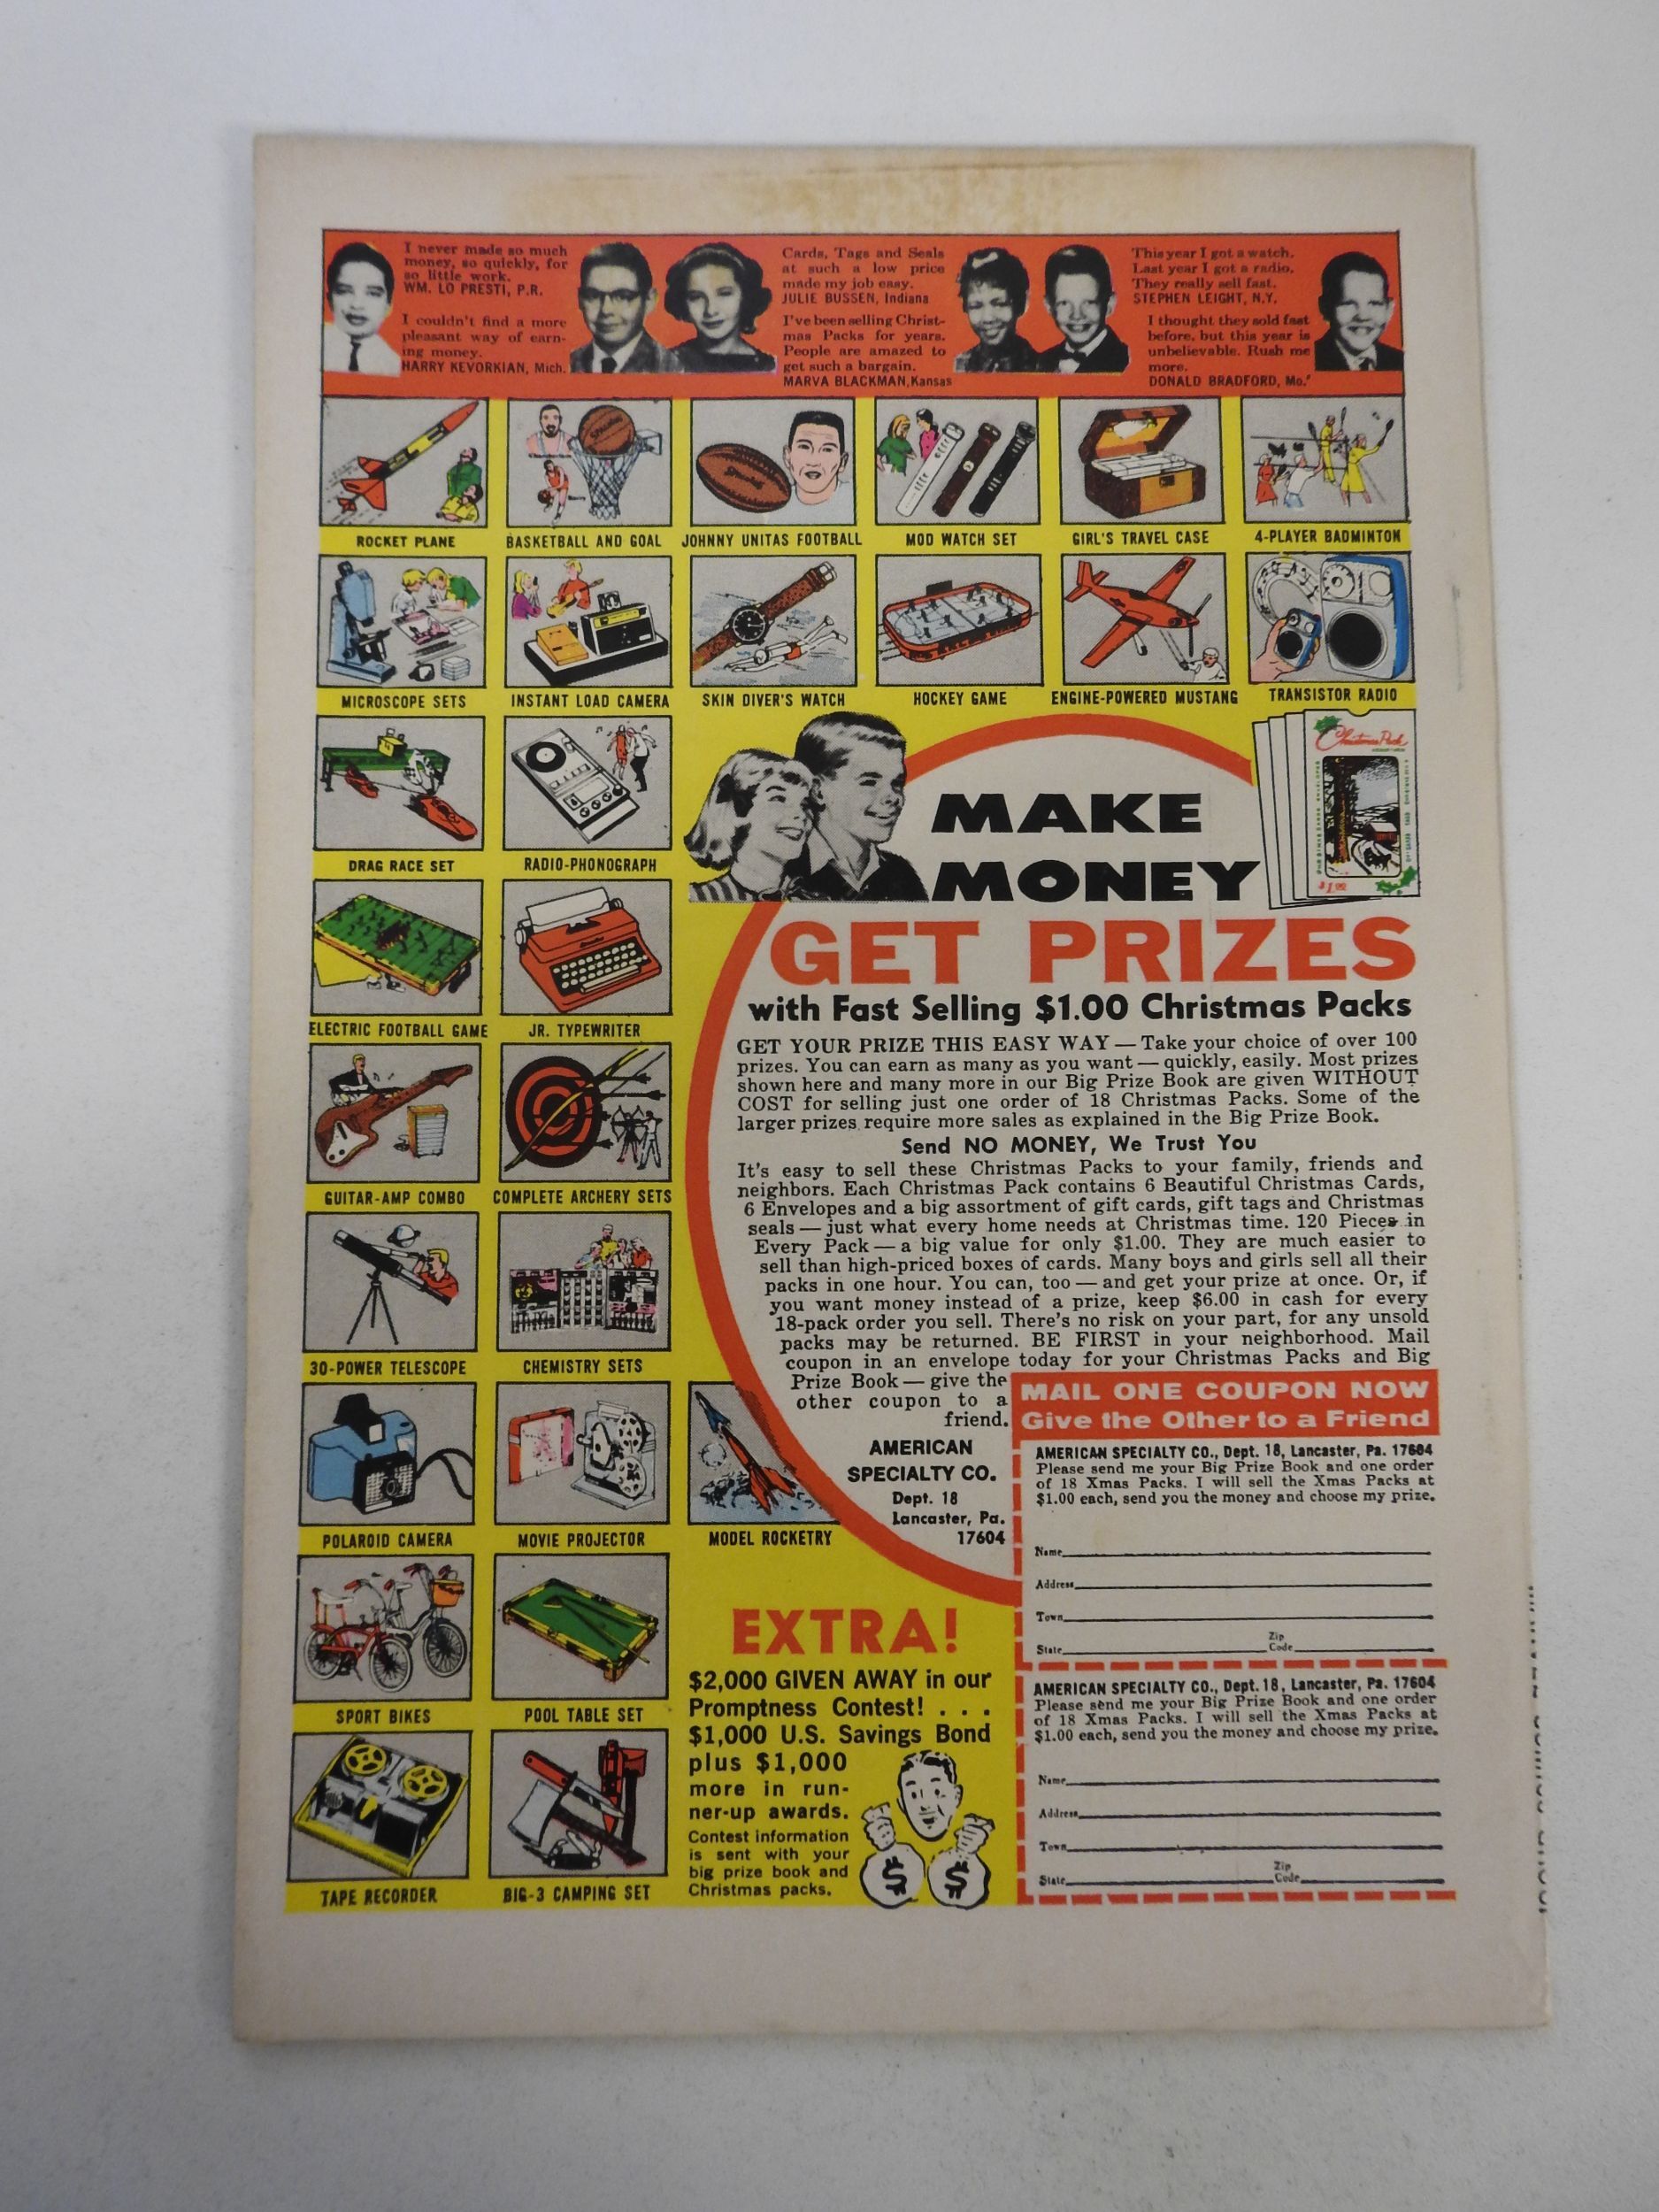 I never made so much
money, so quickly, for
so little work.
WM. LO PRESTI, P.R.
I couldn't find a more
pleasant way of earn-
ing money.
HARRY KEVORKIAN, Mich.
Cards, Tags and Seals
at such a low price
made my job easy.
JULIE BUSSEN, Indiana
I've been selling Christ-
mas Packs for years.
People are amazed to
get such a bargain.
MARVA BLACKMAN, Kansas
This year I got a watch.
Last year I got a radio.
They really sell fast.
STEPHEN LEIGHT, N.Y.
I thought they sold fast
before, but this year is
unbelievable. Rush me
more.
DONALD BRADFORD, Mo.
ROCKET PLANE
BASKETBALL AND GOAL
JOHNNY UNITAS FOOTBALL
MOD WATCH SET
GIRL'S TRAVEL CASE
4-PLAYER BADMINTON
MICROSCOPE SETS
INSTANT LOAD CAMERA
SKIN DIVER'S WATCH
HOCKEY GAME
ENGINE-POWERED MUSTANG
TRANSISTOR RADIO
DRAG RACE SET
RADIO-PHONOGRAPH
ELECTRIC FOOTBALL GAME
JR. TYPEWRITER
GUITAR-AMP COMBO
COMPLETE ARCHERY SETS
30-POWER TELESCOPE
CHEMISTRY SETS
POLAROID CAMERA
MOVIE PROJECTOR
MODEL ROCKETRY
SPORT BIKES
POOL TABLE SET
TAPE RECORDER
BIG-3 CAMPING SET
Christmas Pack
MAKE
MONEY
GET PRIZES
with Fast Selling $1.00 Christmas Packs
GET YOUR PRIZE THIS EASY WAY — Take your choice of over 100
prizes. You can earn as many as you want — quickly, easily. Most prizes
shown here and many more in our Big Prize Book are given WITHOUT
COST for selling just one order of 18 Christmas Packs. Some of the
larger prizes require more sales as explained in the Big Prize Book.
Send NO MONEY, We Trust You
It's easy to sell these Christmas Packs to your family, friends and
neighbors. Each Christmas Pack contains 6 Beautiful Christmas Cards,
6 Envelopes and a big assortment of gift cards, gift tags and Christmas
seals — just what every home needs at Christmas time. 120 Pieces in
Every Pack — a big value for only $1.00. They are much easier to
sell than high-priced boxes of cards. Many boys and girls sell all their
packs in one hour. You can, too — and get your prize at once. Or, if
you want money instead of a prize, keep $6.00 in cash for every
18-pack order you sell. There's no risk on your part, for any unsold
packs may be returned. BE FIRST in your neighborhood. Mail
coupon in an envelope today for your Christmas Packs and Big
Prize Book — give the
other coupon to a
friend.
AMERICAN
SPECIALTY CO.
Dept. 18
Lancaster, Pa.
17604
EXTRA!
$2,000 GIVEN AWAY in our
Promptness Contest! . . .
$1,000 U.S. Savings Bond
plus $1,000
more in run-
ner-up awards.
Contest information
is sent with your
big prize book and
Christmas packs.
$ $
MAIL ONE COUPON NOW
Give the Other to a Friend
AMERICAN SPECIALTY CO., Dept. 18, Lancaster, Pa. 17604
Please send me your Big Prize Book and one order
of 18 Xmas Packs. I will sell the Xmas Packs at
$1.00 each, send you the money and choose my prize.
Name
Address
Town
State Zip Code
AMERICAN SPECIALTY CO., Dept. 18, Lancaster, Pa. 17604
Please send me your Big Prize Book and one order
of 18 Xmas Packs. I will sell the Xmas Packs at
$1.00 each, send you the money and choose my prize.
Name
Address
Town
State Zip Code